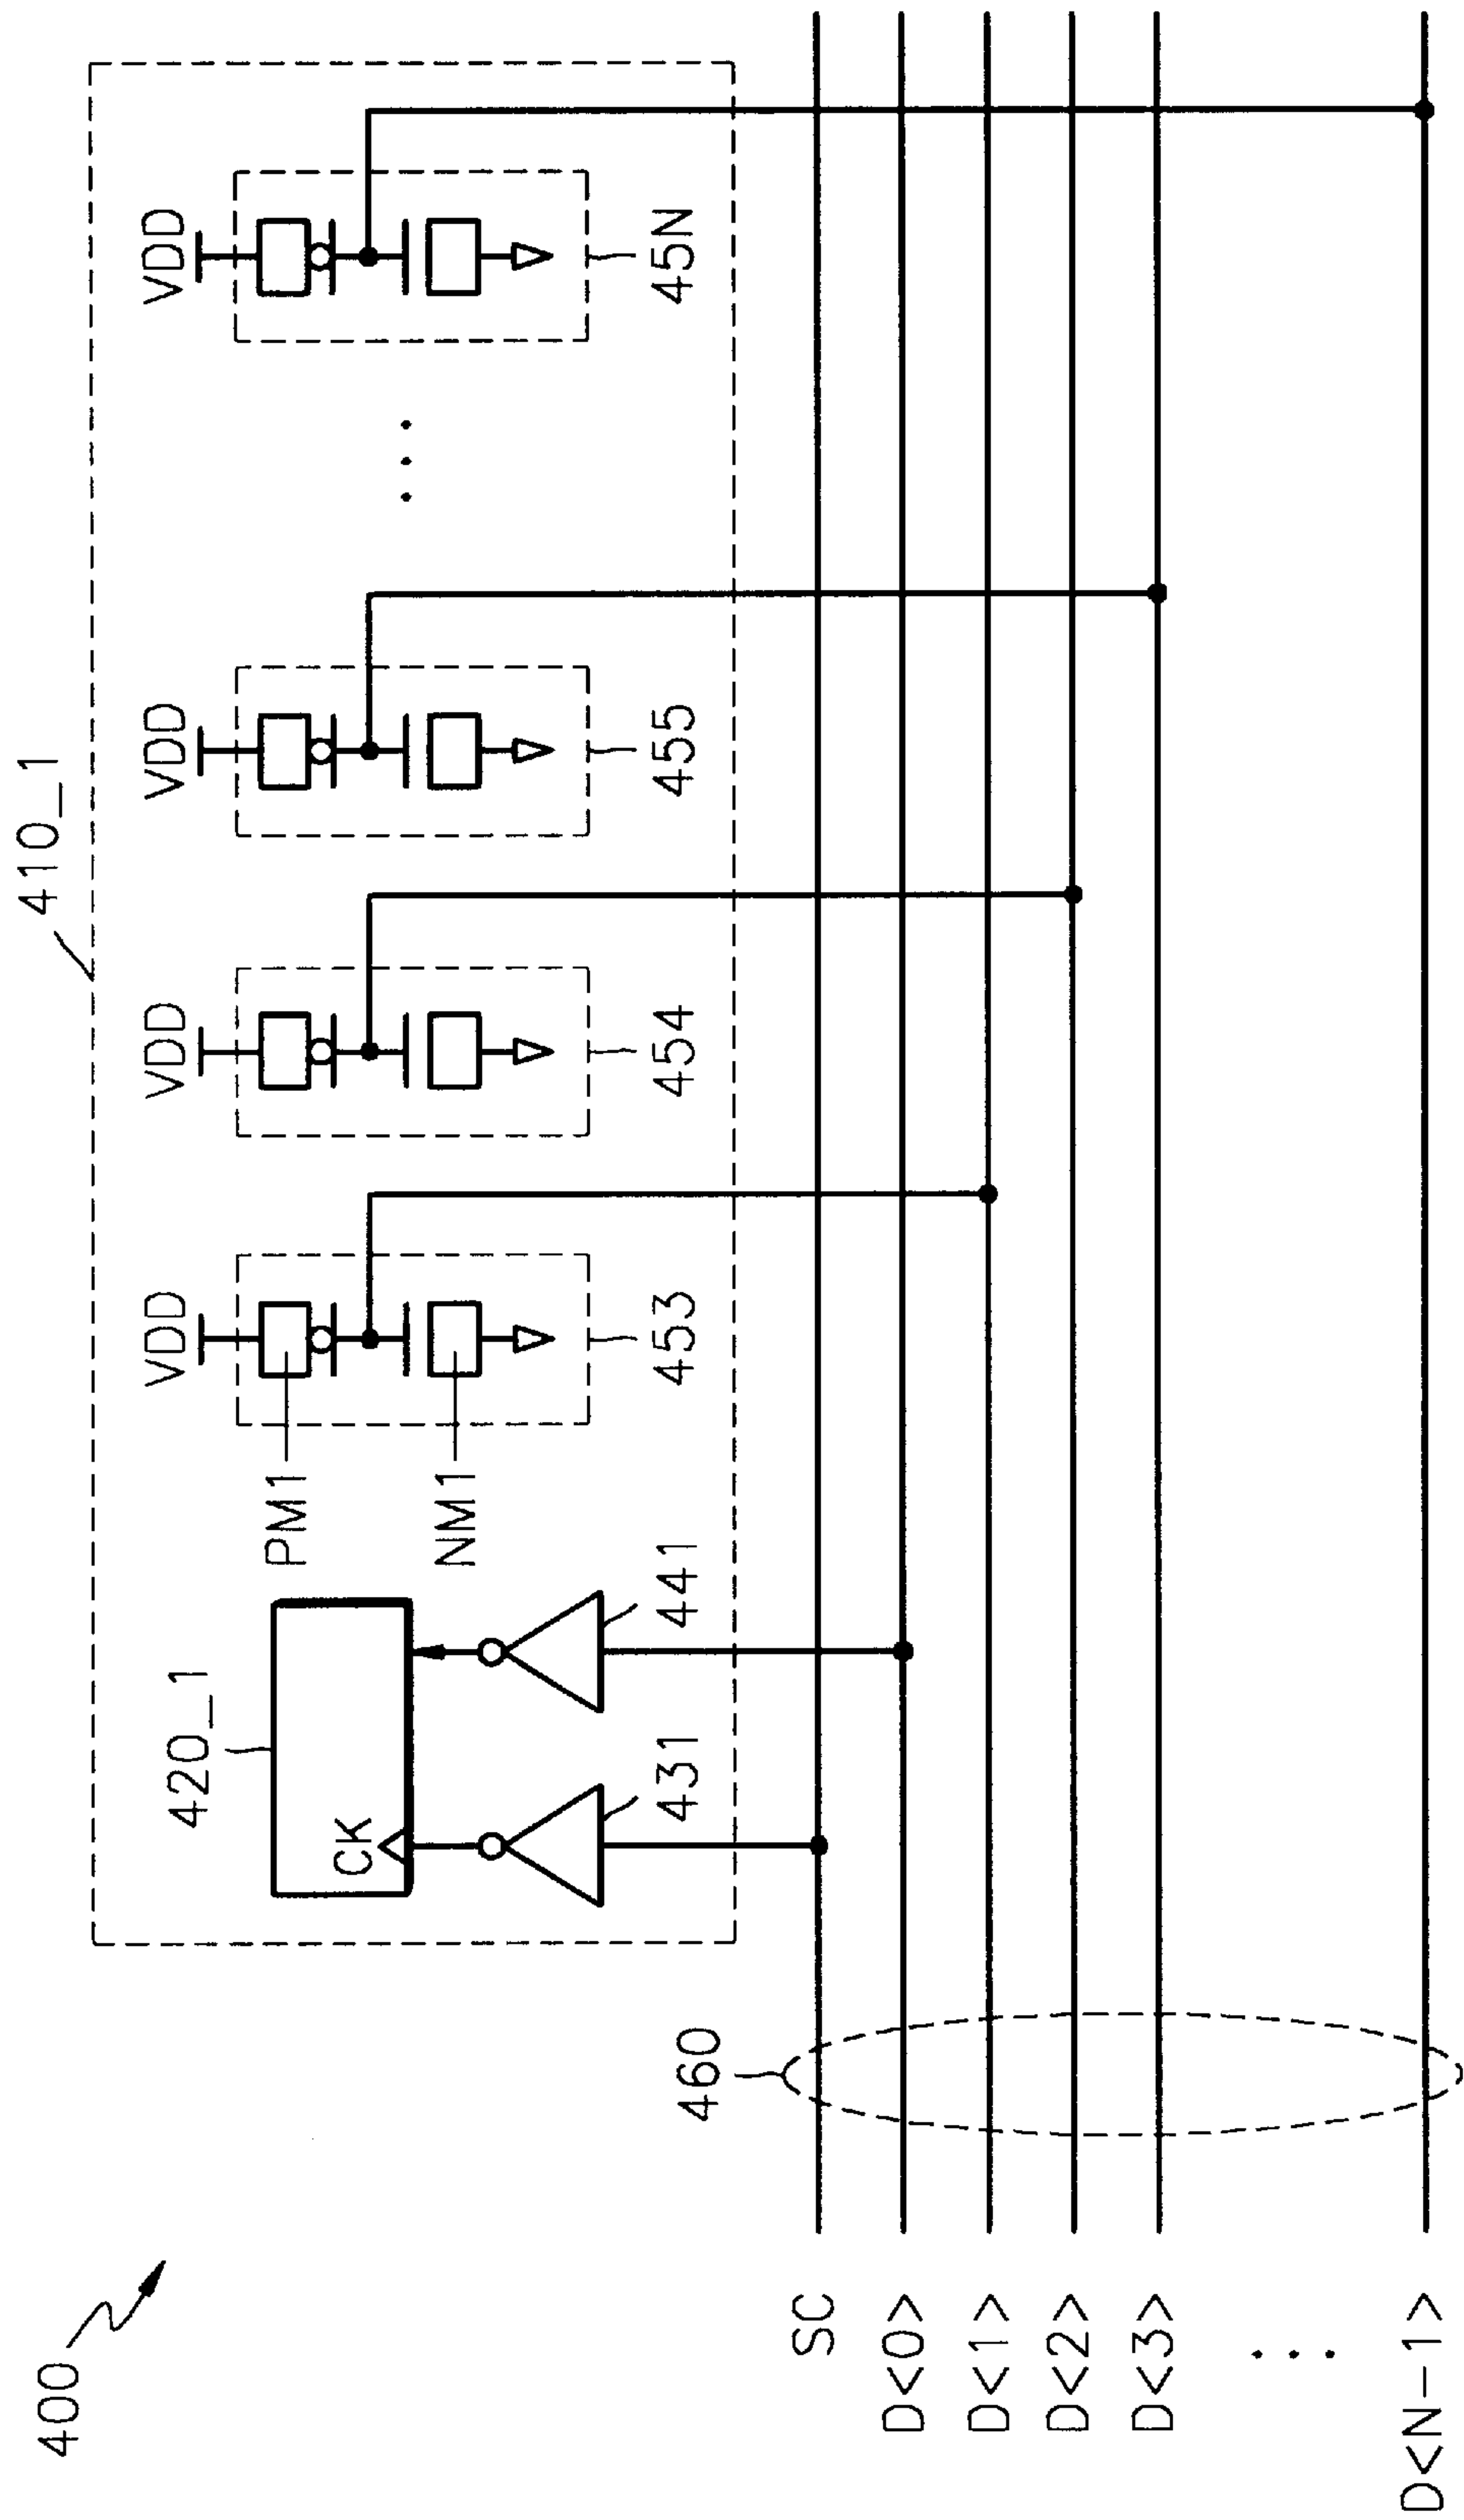 400
410_1
420_1
CK
PM1
NM1
VDD
VDD
VDD
VDD
431
441
453
454
455
45N
460
SC
D<0>
D<1>
D<2>
D<3>
D<N-1>